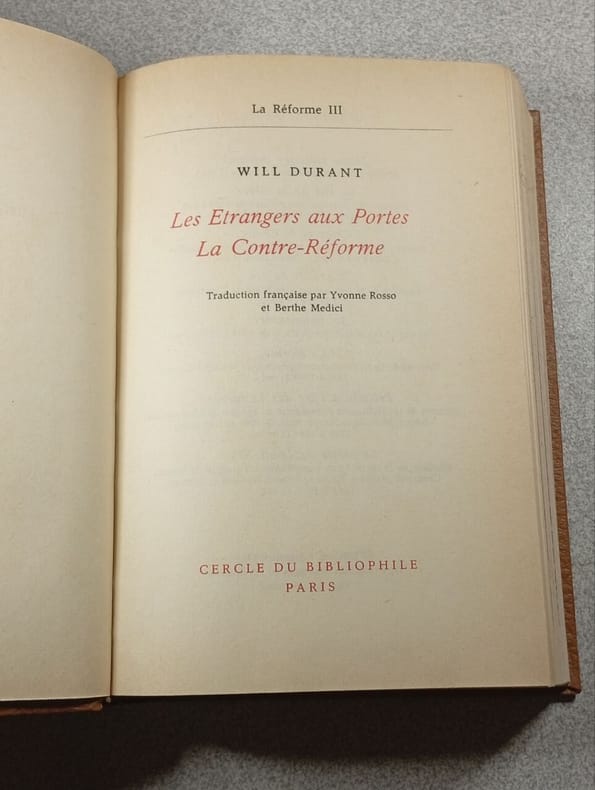 La Réforme III
WILL DURANT
Les Etrangers aux Portes
La Contre-Réforme
Traduction française par Yvonne Rosso
et Berthe Medici
CERCLE DU BIBLIOPHILE
PARIS